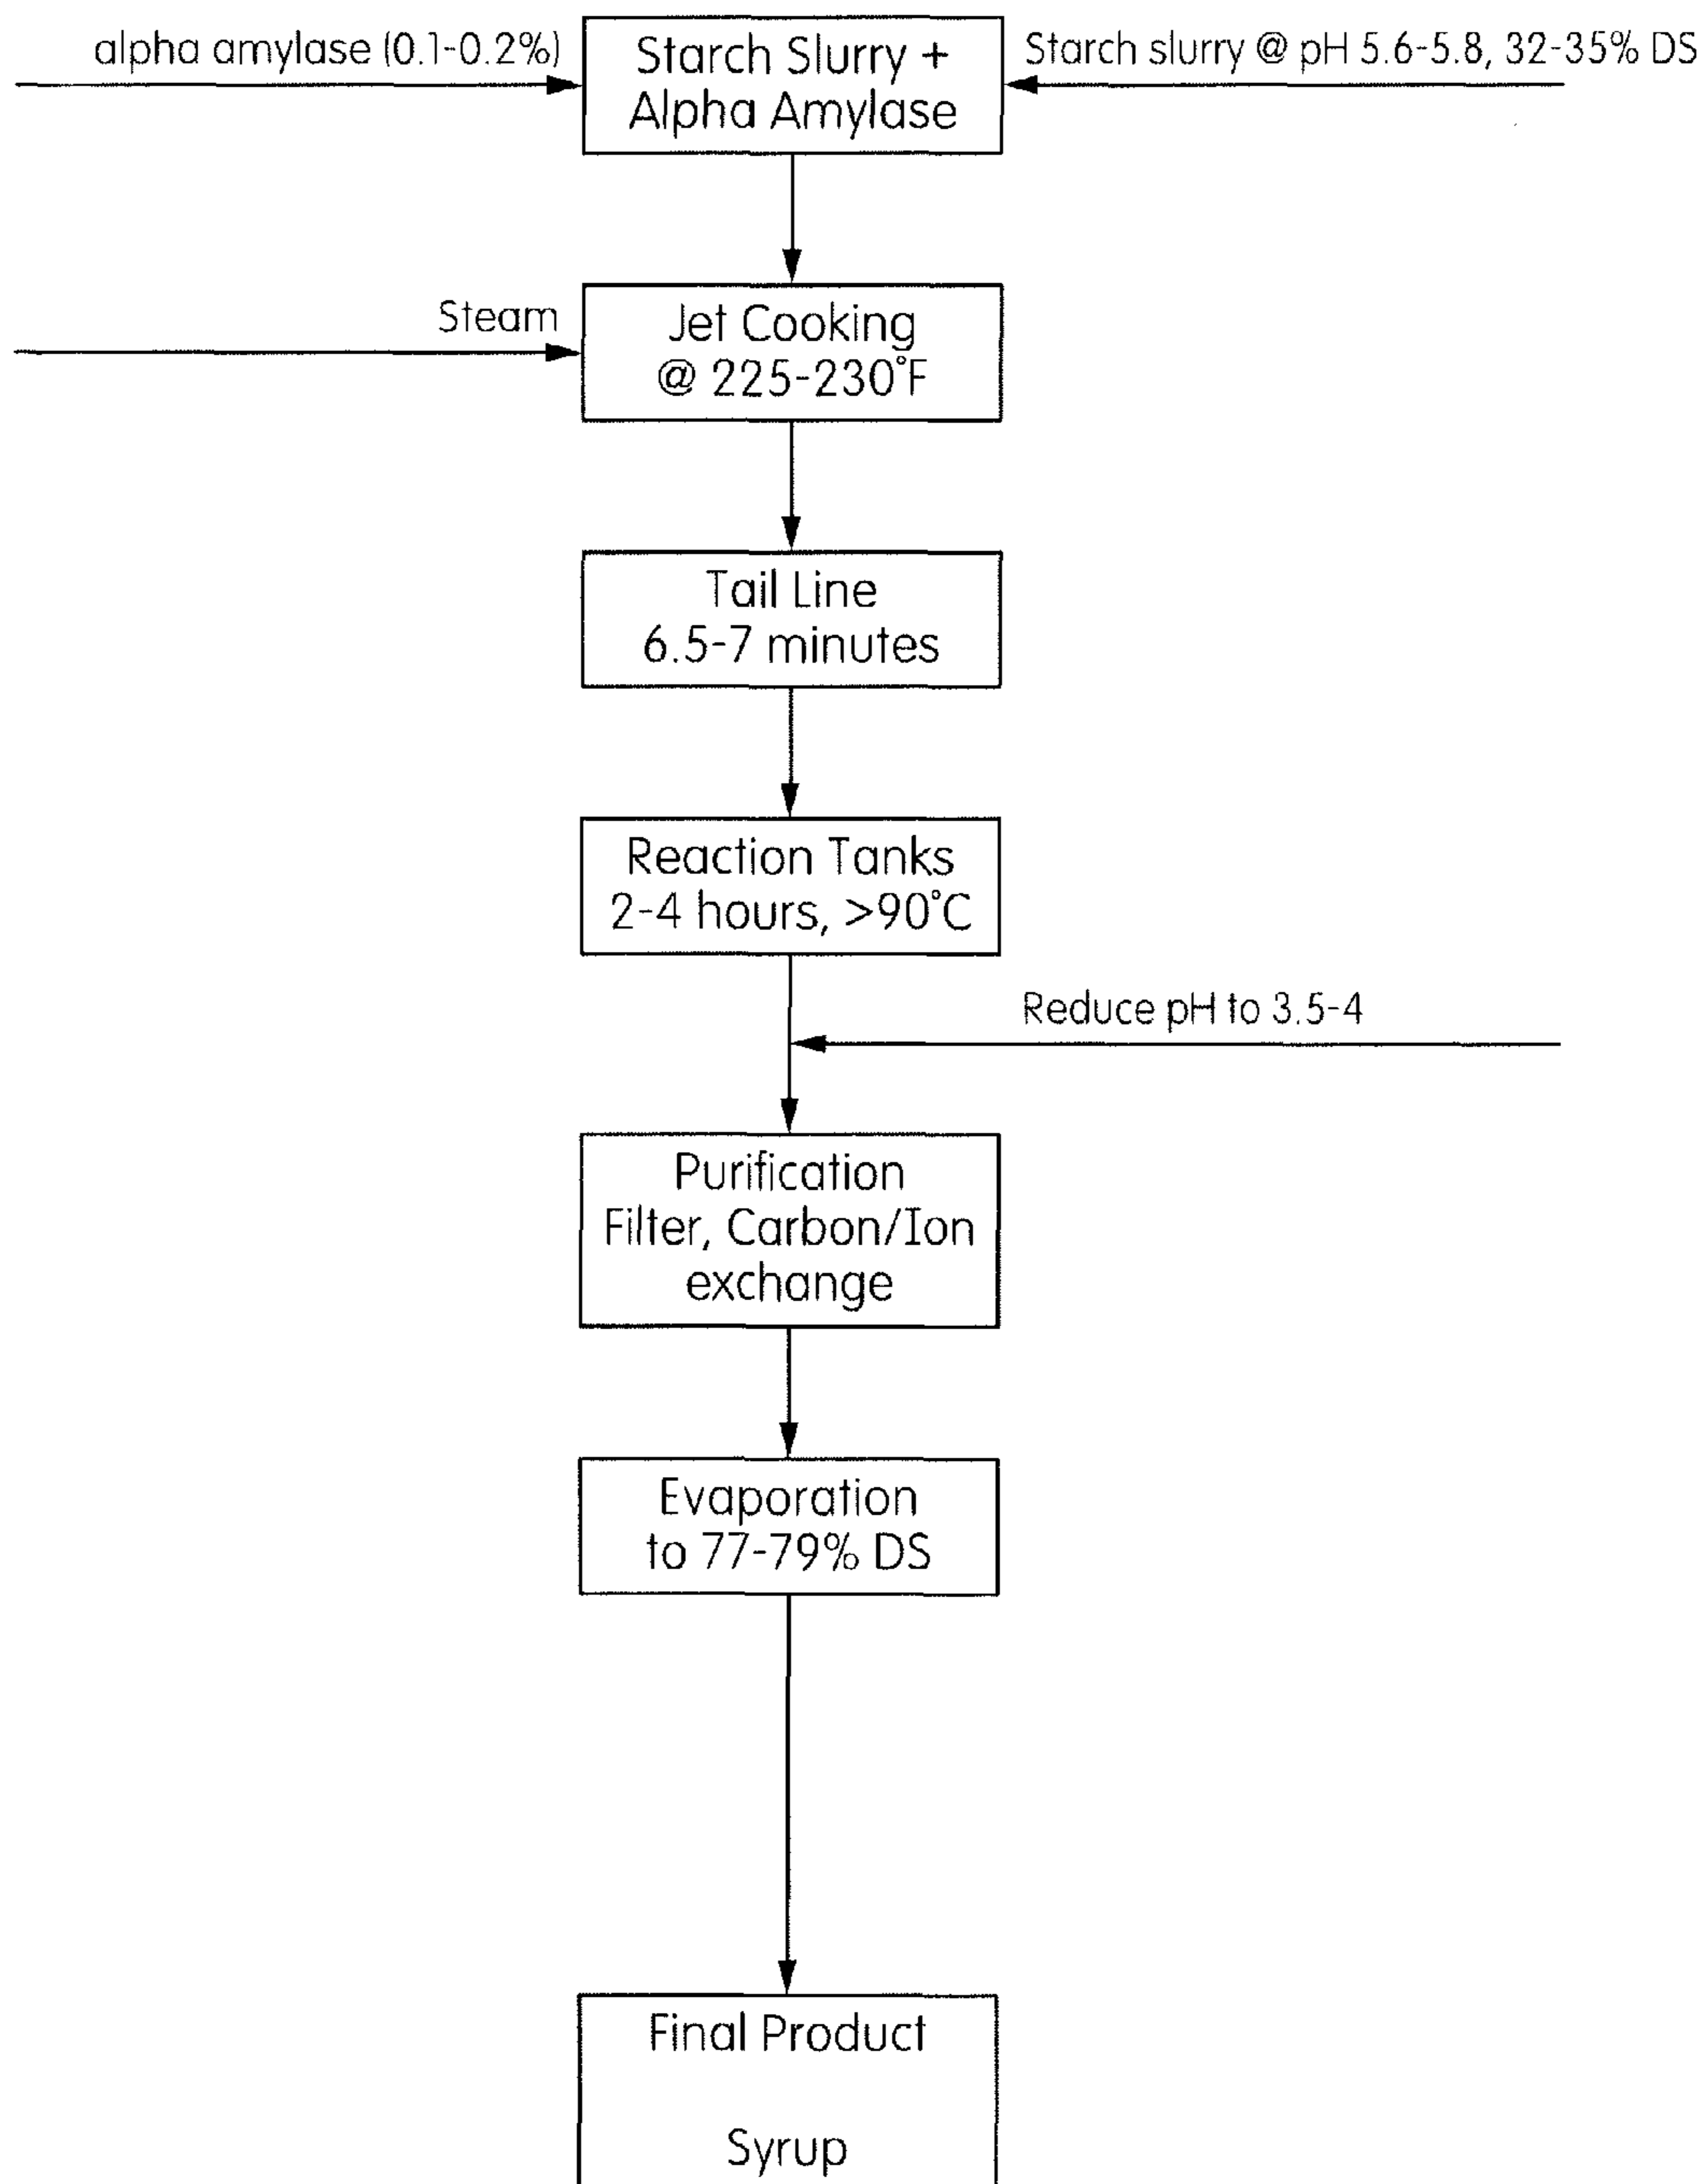 alpha amylase (0.1-0.2%)
Starch Slurry +
Alpha Amylase
Starch slurry @ pH 5.6-5.8, 32-35% DS
Steam
Jet Cooking
@ 225-230°F
Tail Line
6.5-7 minutes
Reaction Tanks
2-4 hours, >90°C
Reduce pH to 3.5-4
Purification
Filter, Carbon/Ion
exchange
Evaporation
to 77-79% DS
Final Product
Syrup